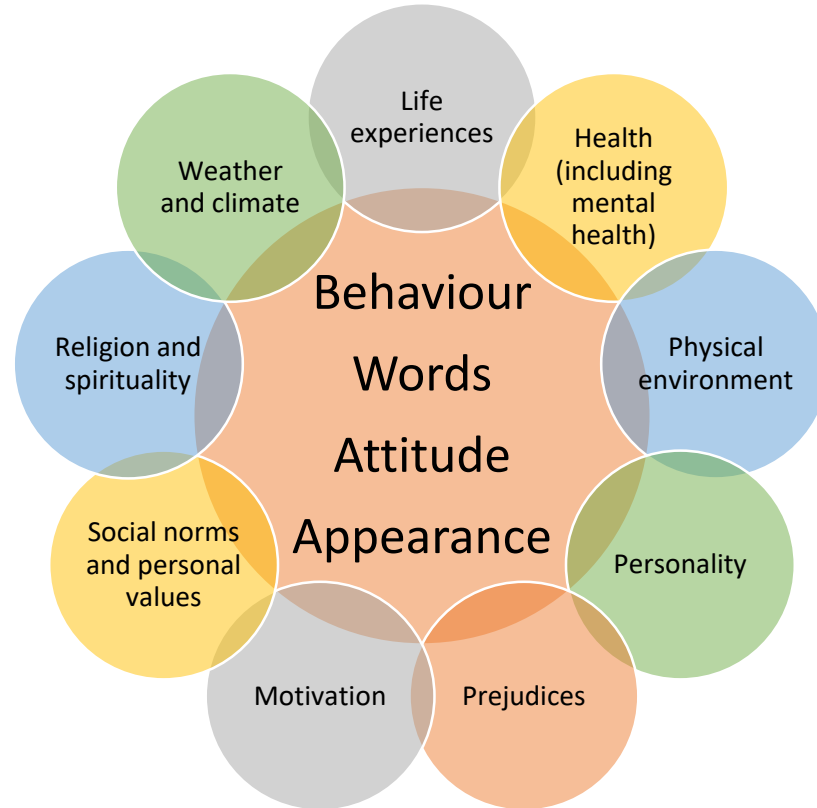 Life
experiences
Health
(including
mental
health)
Physical
environment
Personality
Prejudices
Motivation
Social norms
and personal
values
Religion and
spirituality
Weather
and climate
Behaviour
Words
Attitude
Appearance